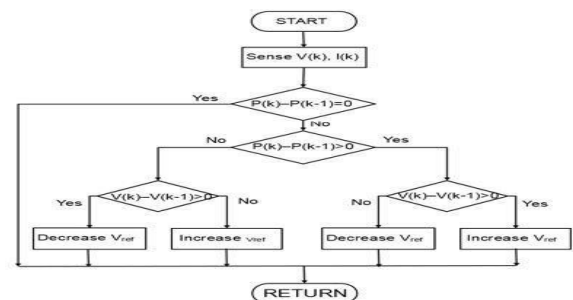 START
Sense V(k), I(k)
Yes
P(k)–P(k-1)=0
No
No
P(k)–P(k-1)>0
Yes
Yes
V(k)–V(k-1)>0
No
No
V(k)–V(k-1)>0
Yes
Decrease Vref
Increase Vref
Decrease Vref
Increase Vref
RETURN